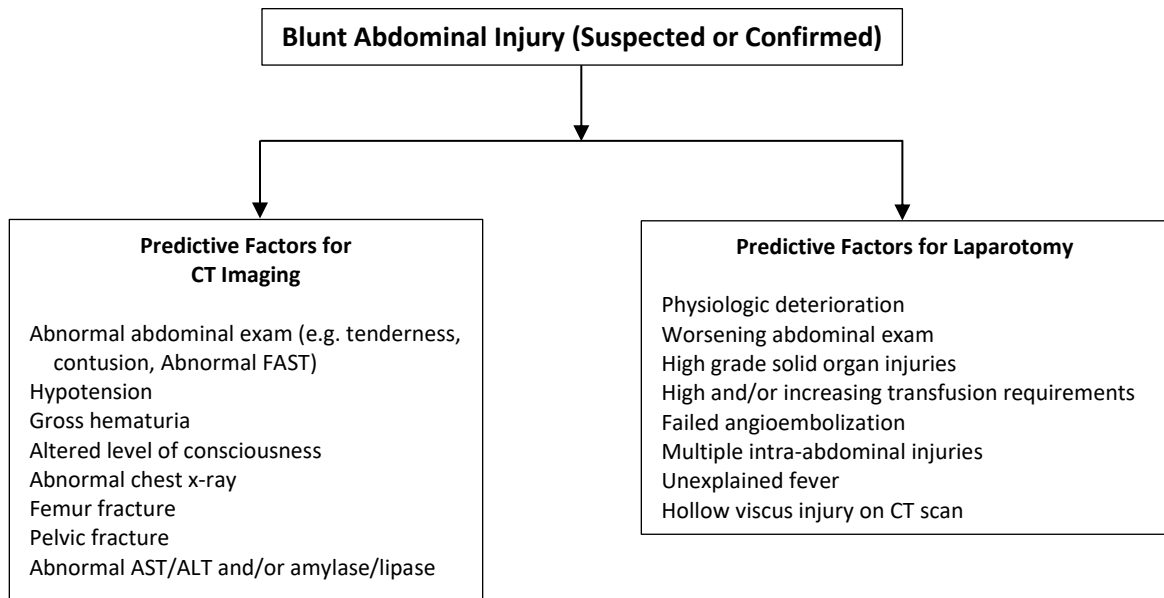 Blunt Abdominal Injury (Suspected or Confirmed)
Predictive Factors for
CT Imaging
Abnormal abdominal exam (e.g. tenderness,
contusion, Abnormal FAST)
Hypotension
Gross hematuria
Altered level of consciousness
Abnormal chest x-ray
Femur fracture
Pelvic fracture
Abnormal AST/ALT and/or amylase/lipase
Predictive Factors for Laparotomy
Physiologic deterioration
Worsening abdominal exam
High grade solid organ injuries
High and/or increasing transfusion requirements
Failed angioembolization
Multiple intra-abdominal injuries
Unexplained fever
Hollow viscus injury on CT scan